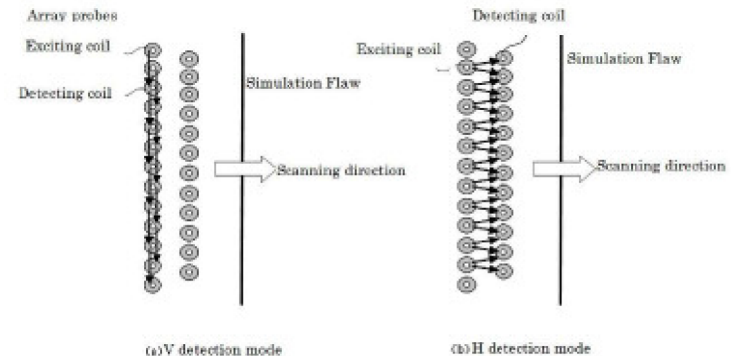 Array probes
Exciting coil
Detecting coil
Simulation Flaw
Scanning direction
(a)V detection mode
Detecting coil
Exciting coil
Simulation Flaw
Scanning direction
(b)H detection mode